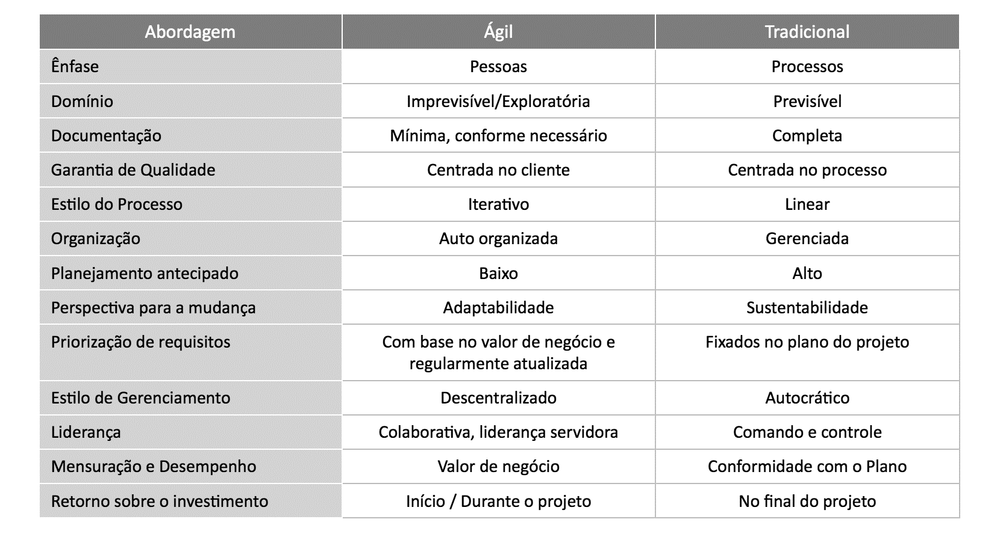 Abordagem Ágil Tradicional
Ênfase Pessoas Processos
Domínio Imprevisível/Exploratória Previsível
Documentação Mínima, conforme necessário Completa
Garantia de Qualidade Centrada no cliente Centrada no processo
Estilo do Processo Iterativo Linear
Organização Auto organizada Gerenciada
Planejamento antecipado Baixo Alto
Perspectiva para a mudança Adaptabilidade Sustentabilidade
Priorização de requisitos Com base no valor de negócio e Fixados no plano do projeto
regularmente atualizada
Estilo de Gerenciamento Descentralizado Autocrático
Liderança Colaborativa, liderança servidora Comando e controle
Mensuração e Desempenho Valor de negócio Conformidade com o Plano
Retorno sobre o investimento Início / Durante o projeto No final do projeto